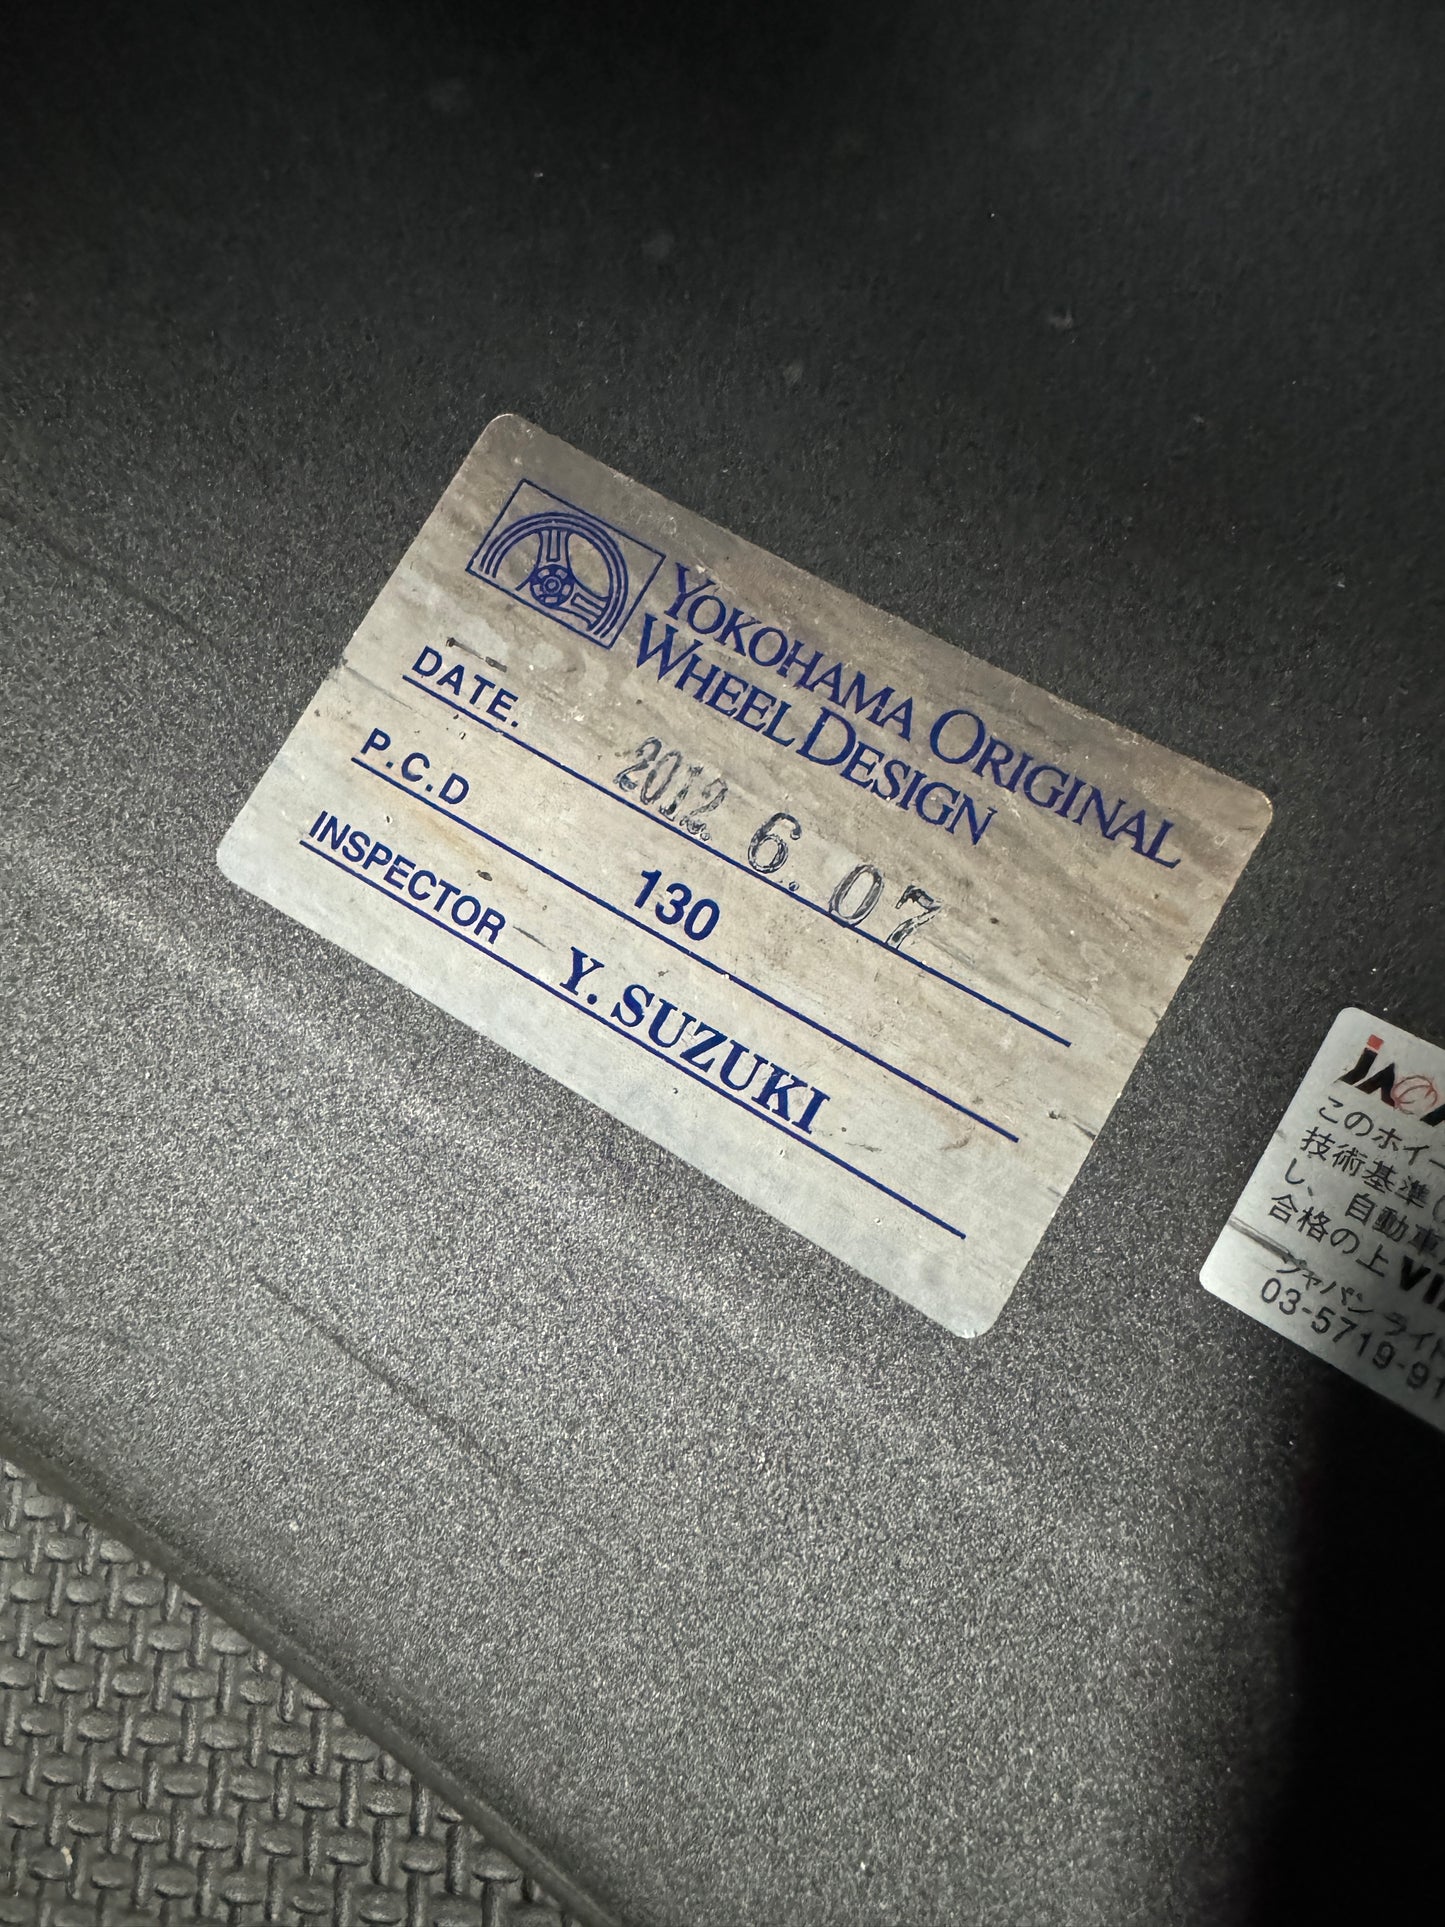 YOKOHAMA ORIGINAL
WHEEL DESIGN
DATE. 2012. 6. 07
P.C.D 130
INSPECTOR Y. SUZUKI
このホイー
技術基準
し、自動車
合格の上 VI
ジャパン ライト
03-5719-91